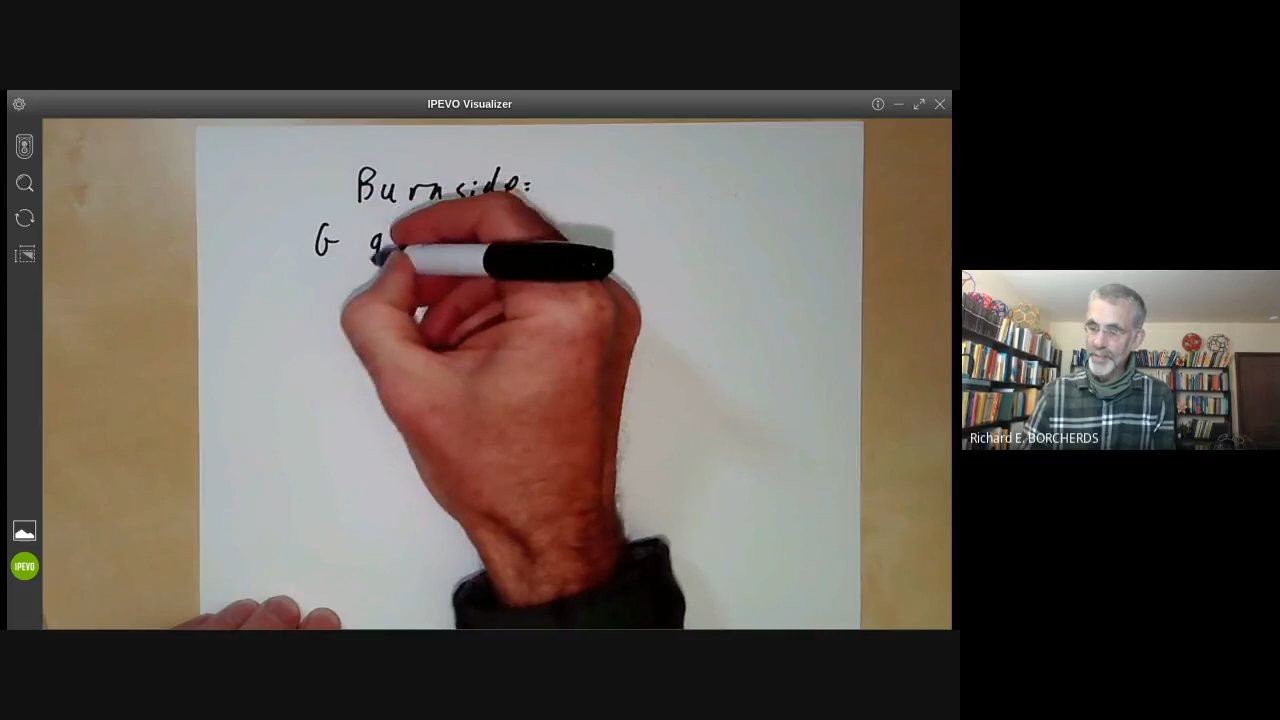 IPEVO Visualizer
Burnside:
G g
IPEVO
Richard E. BORCHERDS